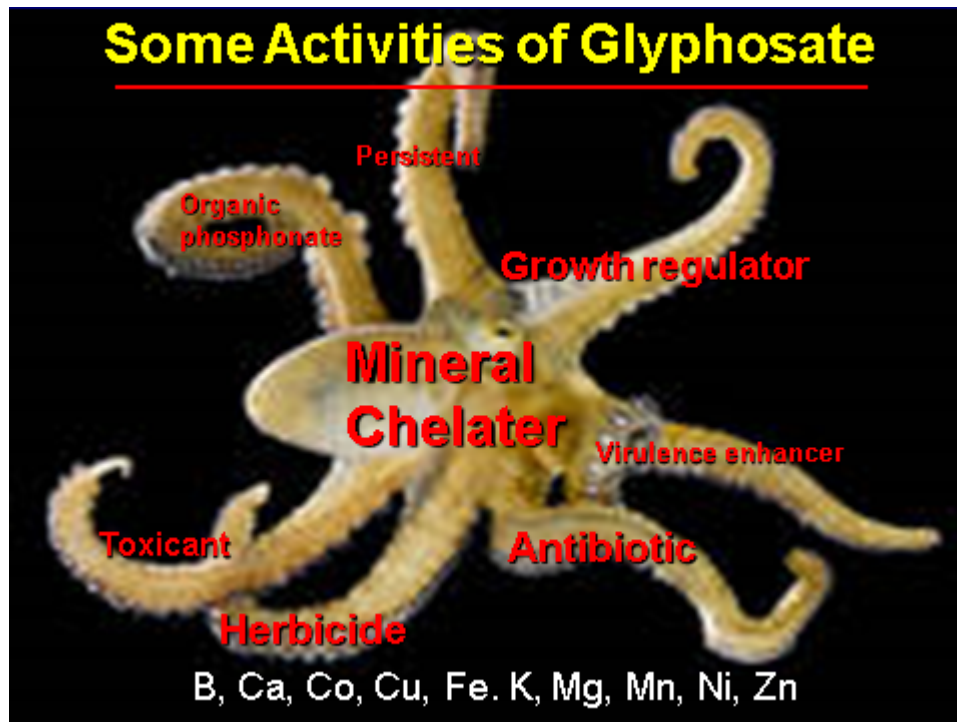 Some Activities of Glyphosate
Persistent
Organic
phosphonate
Growth regulator
Mineral
Chelater
Virulence enhancer
Toxicant
Antibiotic
Herbicide
B, Ca, Co, Cu, Fe. K, Mg, Mn, Ni, Zn